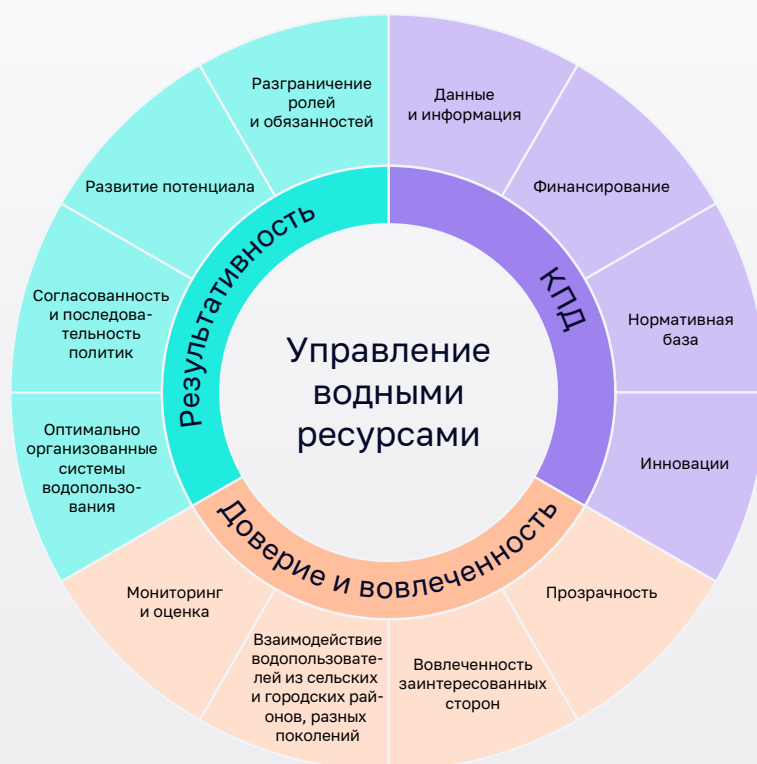 Управление
водными
ресурсами
Результативность
КПД
Доверие и вовлеченность
Разграничение
ролей
и обязанностей
Данные
и информация
Развитие потенциала
Финансирование
Согласованность
и последова-
тельность
политик
Нормативная
база
Оптимально
организованные
системы
водопользо-
вания
Инновации
Мониторинг
и оценка
Прозрачность
Взаимодействие
водопользовате-
лей из сельских
и городских рай-
онов, разных
поколений
Вовлеченность
заинтересованных
сторон